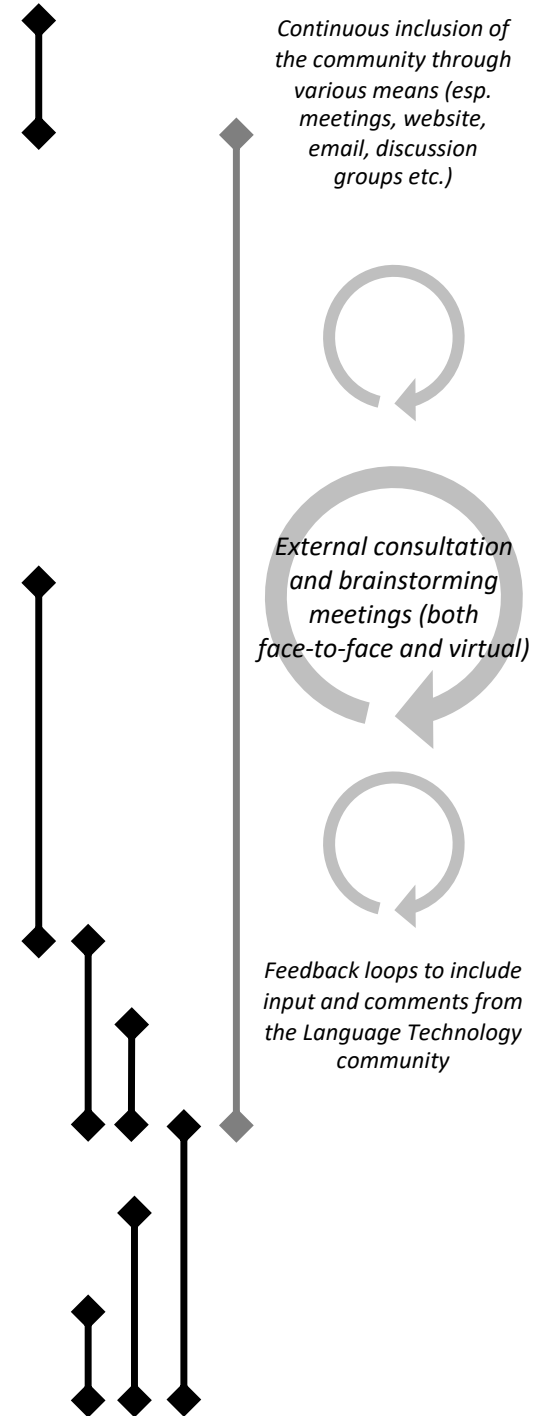 Continuous inclusion of
the community through
various means (esp.
meetings, website,
email, discussion
groups etc.)
External consultation
and brainstorming
meetings (both
face-to-face and virtual)
Feedback loops to include
input and comments from
the Language Technology
community